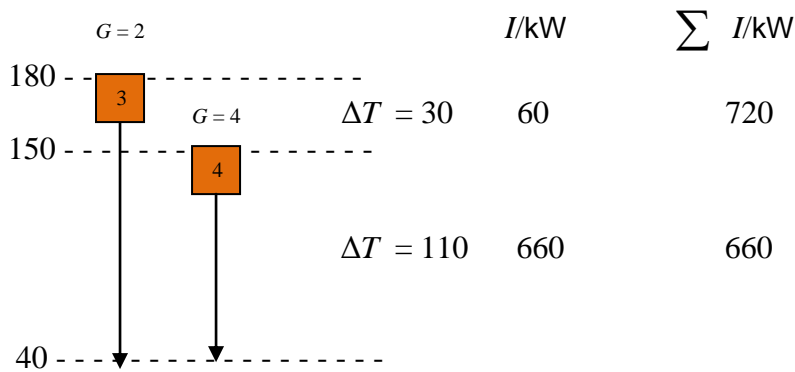 G = 2 I/kW ∑ I/kW
180 - - - - - - - - - - - - - - - - - - -
3
G = 4 ΔT = 30 60 720
150 - - - - - - - - - - - - - - - - - - - -
4
ΔT = 110 660 660
40 - - - - - - - - - - - - - - - - - - - - -